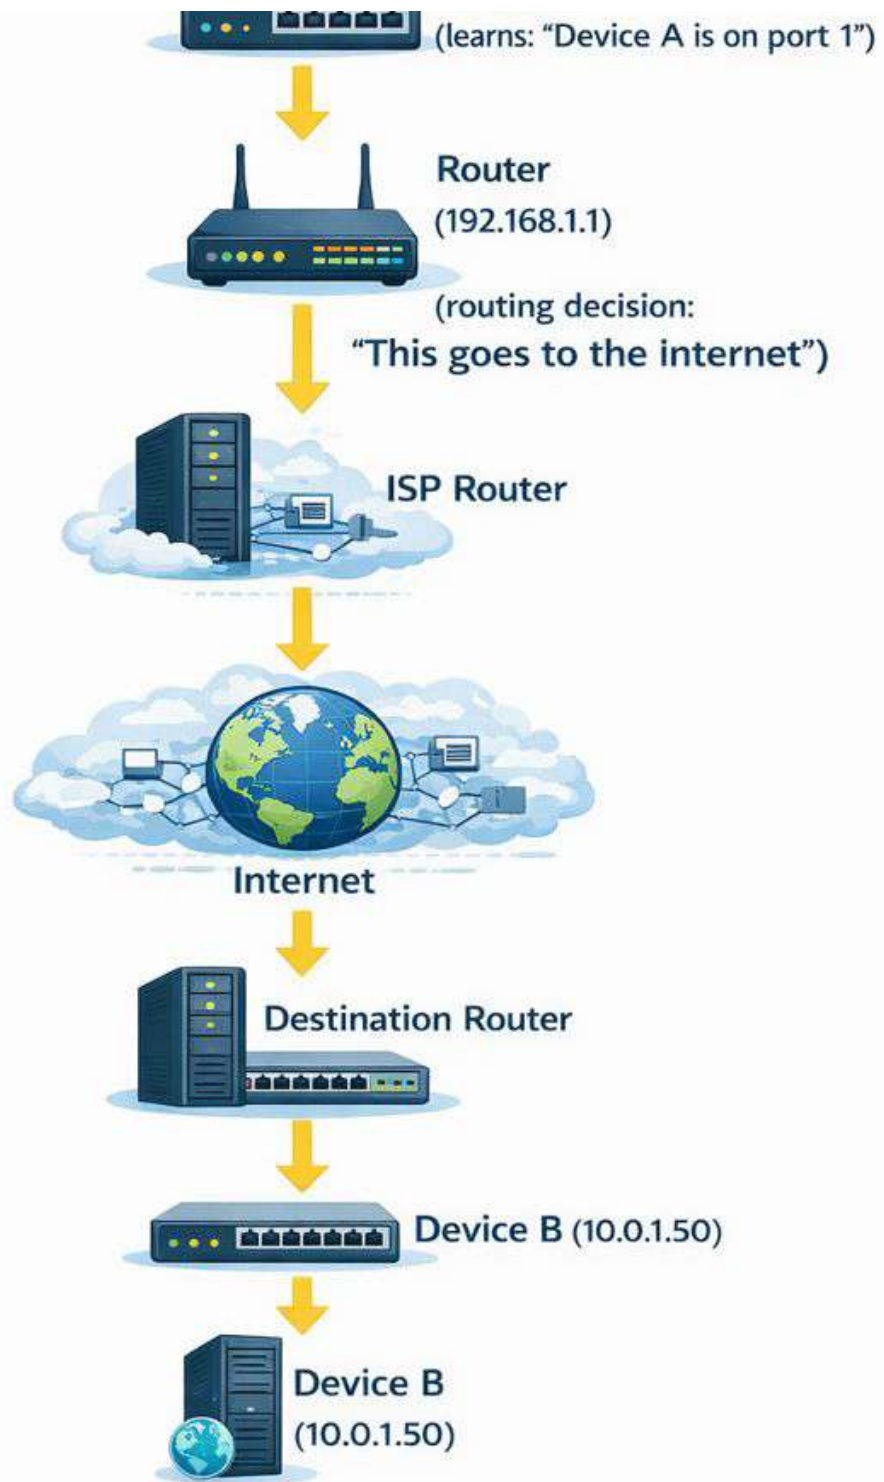 (learns: “Device A is on port 1”)
Router
(192.168.1.1)
(routing decision:
“This goes to the internet”)
ISP Router
Internet
Destination Router
Device B (10.0.1.50)
Device B
(10.0.1.50)